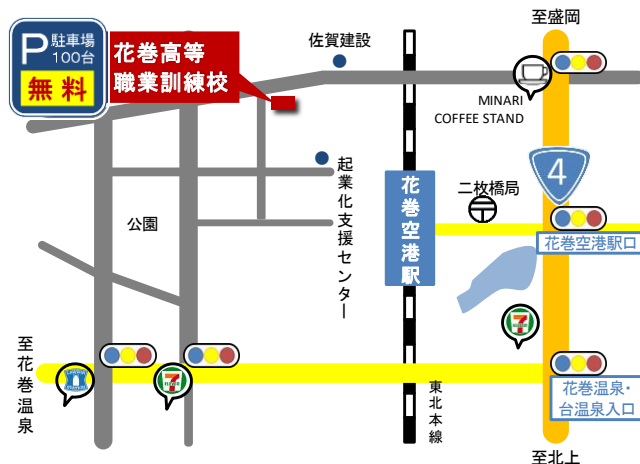 至盛岡
P 駐車場
100台
無料
花巻高等
職業訓練校
佐賀建設
MINARI
COFFEE STAND
4
二枚橋局
花巻空港駅
花巻空港駅口
起業化支援センター
公園
至花巻温泉
7
7
東北本線
花巻温泉・
台温泉入口
至北上